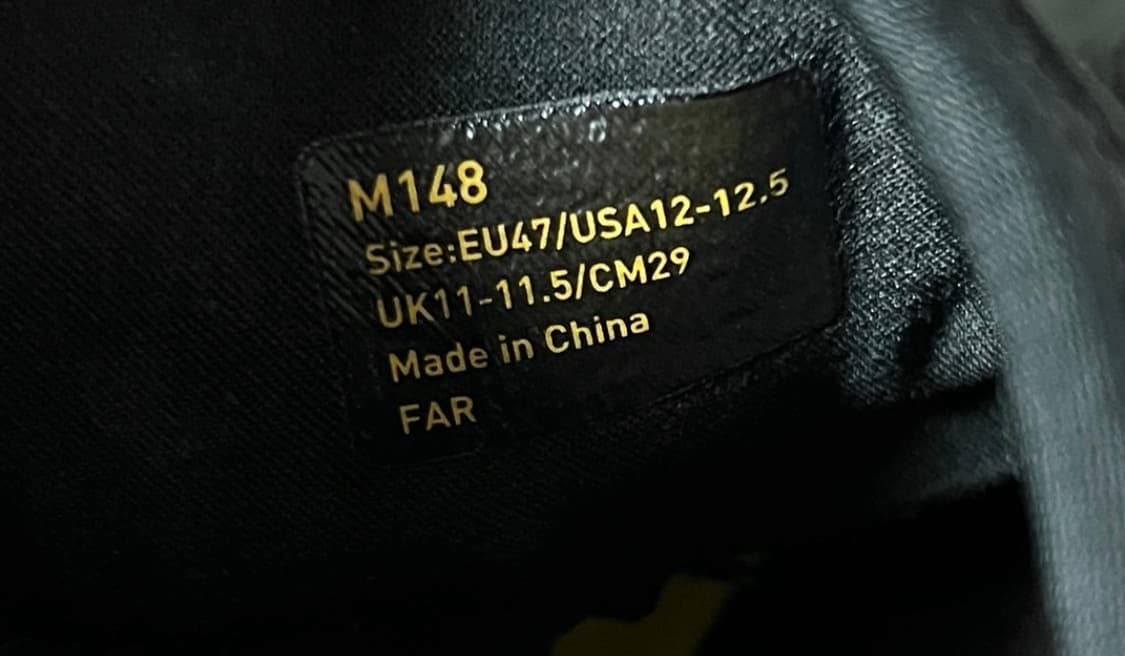 M148
Size:EU47/USA12-12.5
UK11-11.5/CM29
Made in China
FAR